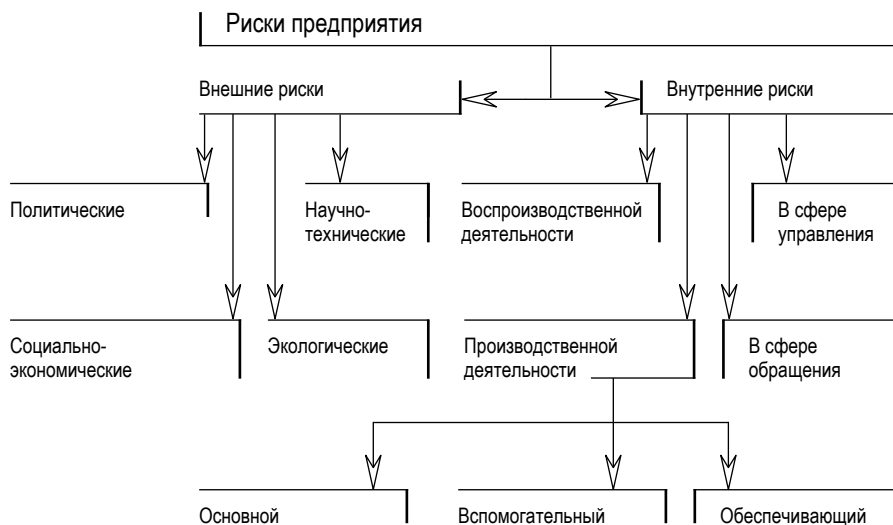 Риски предприятия
Внешние риски
Внутренние риски
Политические
Научно-
технические
Воспроизводственной
деятельности
В сфере
управления
Социально-
экономические
Экологические
Производственной
деятельности
В сфере
обращения
Основной
Вспомогательный
Обеспечивающий